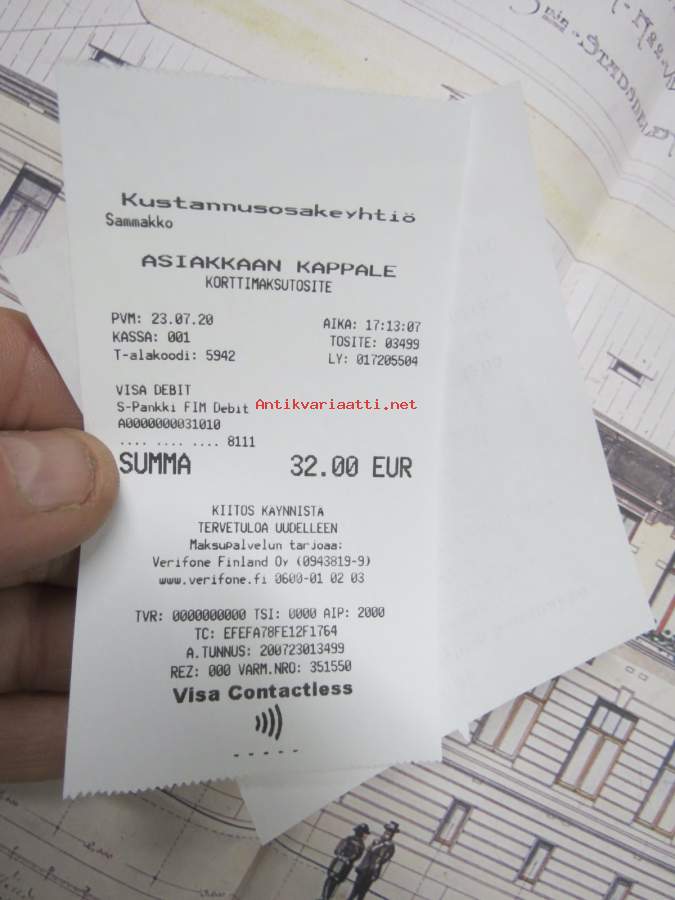 5min - STADSDELEN
Kustannusosakeyhtiö
Sammakko
ASIAKKAAN KAPPALE
KORTTIMAKSUTOSITE
PVM: 23.07.20 AIKA: 17:13:07
KASSA: 001 TOSITE: 03499
T-alakoodi: 5942 LY: 017205504
VISA DEBIT
S-Pankki FIM Debit
Antikvariaatti.net
A0000000031010
.... .... .... 8111
SUMMA 32.00 EUR
KIITOS KAYNNISTA
TERVETULOA UUDELLEEN
Maksupalvelun tarjoaa:
Verifone Finland Oy (0943819-9)
www.verifone.fi 0600-01 02 03
TVR: 0000000000 TSI: 0000 AIP: 2000
TC: EFEFA78FE12F1764
A.TUNNUS: 200723013499
REZ: 000 VARM.NRO: 351550
Visa Contactless
- - - - -